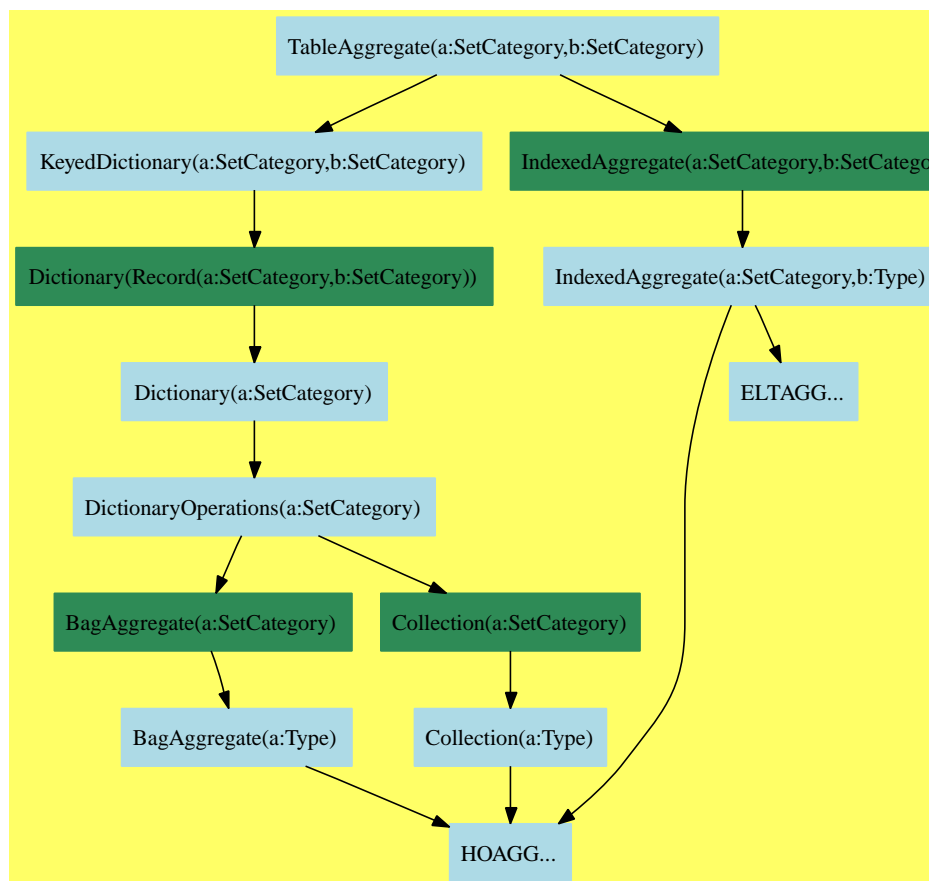 TableAggregate(a:SetCategory,b:SetCategory)
KeyedDictionary(a:SetCategory,b:SetCategory)
IndexedAggregate(a:SetCategory,b:SetCatego
Dictionary(Record(a:SetCategory,b:SetCategory))
IndexedAggregate(a:SetCategory,b:Type)
Dictionary(a:SetCategory)
ELTAGG...
DictionaryOperations(a:SetCategory)
BagAggregate(a:SetCategory)
Collection(a:SetCategory)
BagAggregate(a:Type)
Collection(a:Type)
HOAGG...